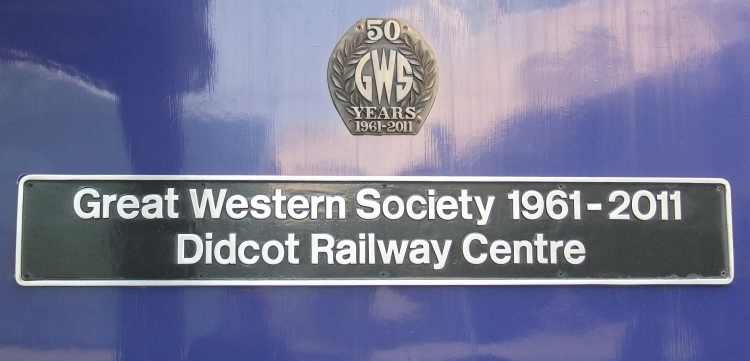 50
GWS
YEARS
1961-2011
Great Western Society 1961-2011
Didcot Railway Centre